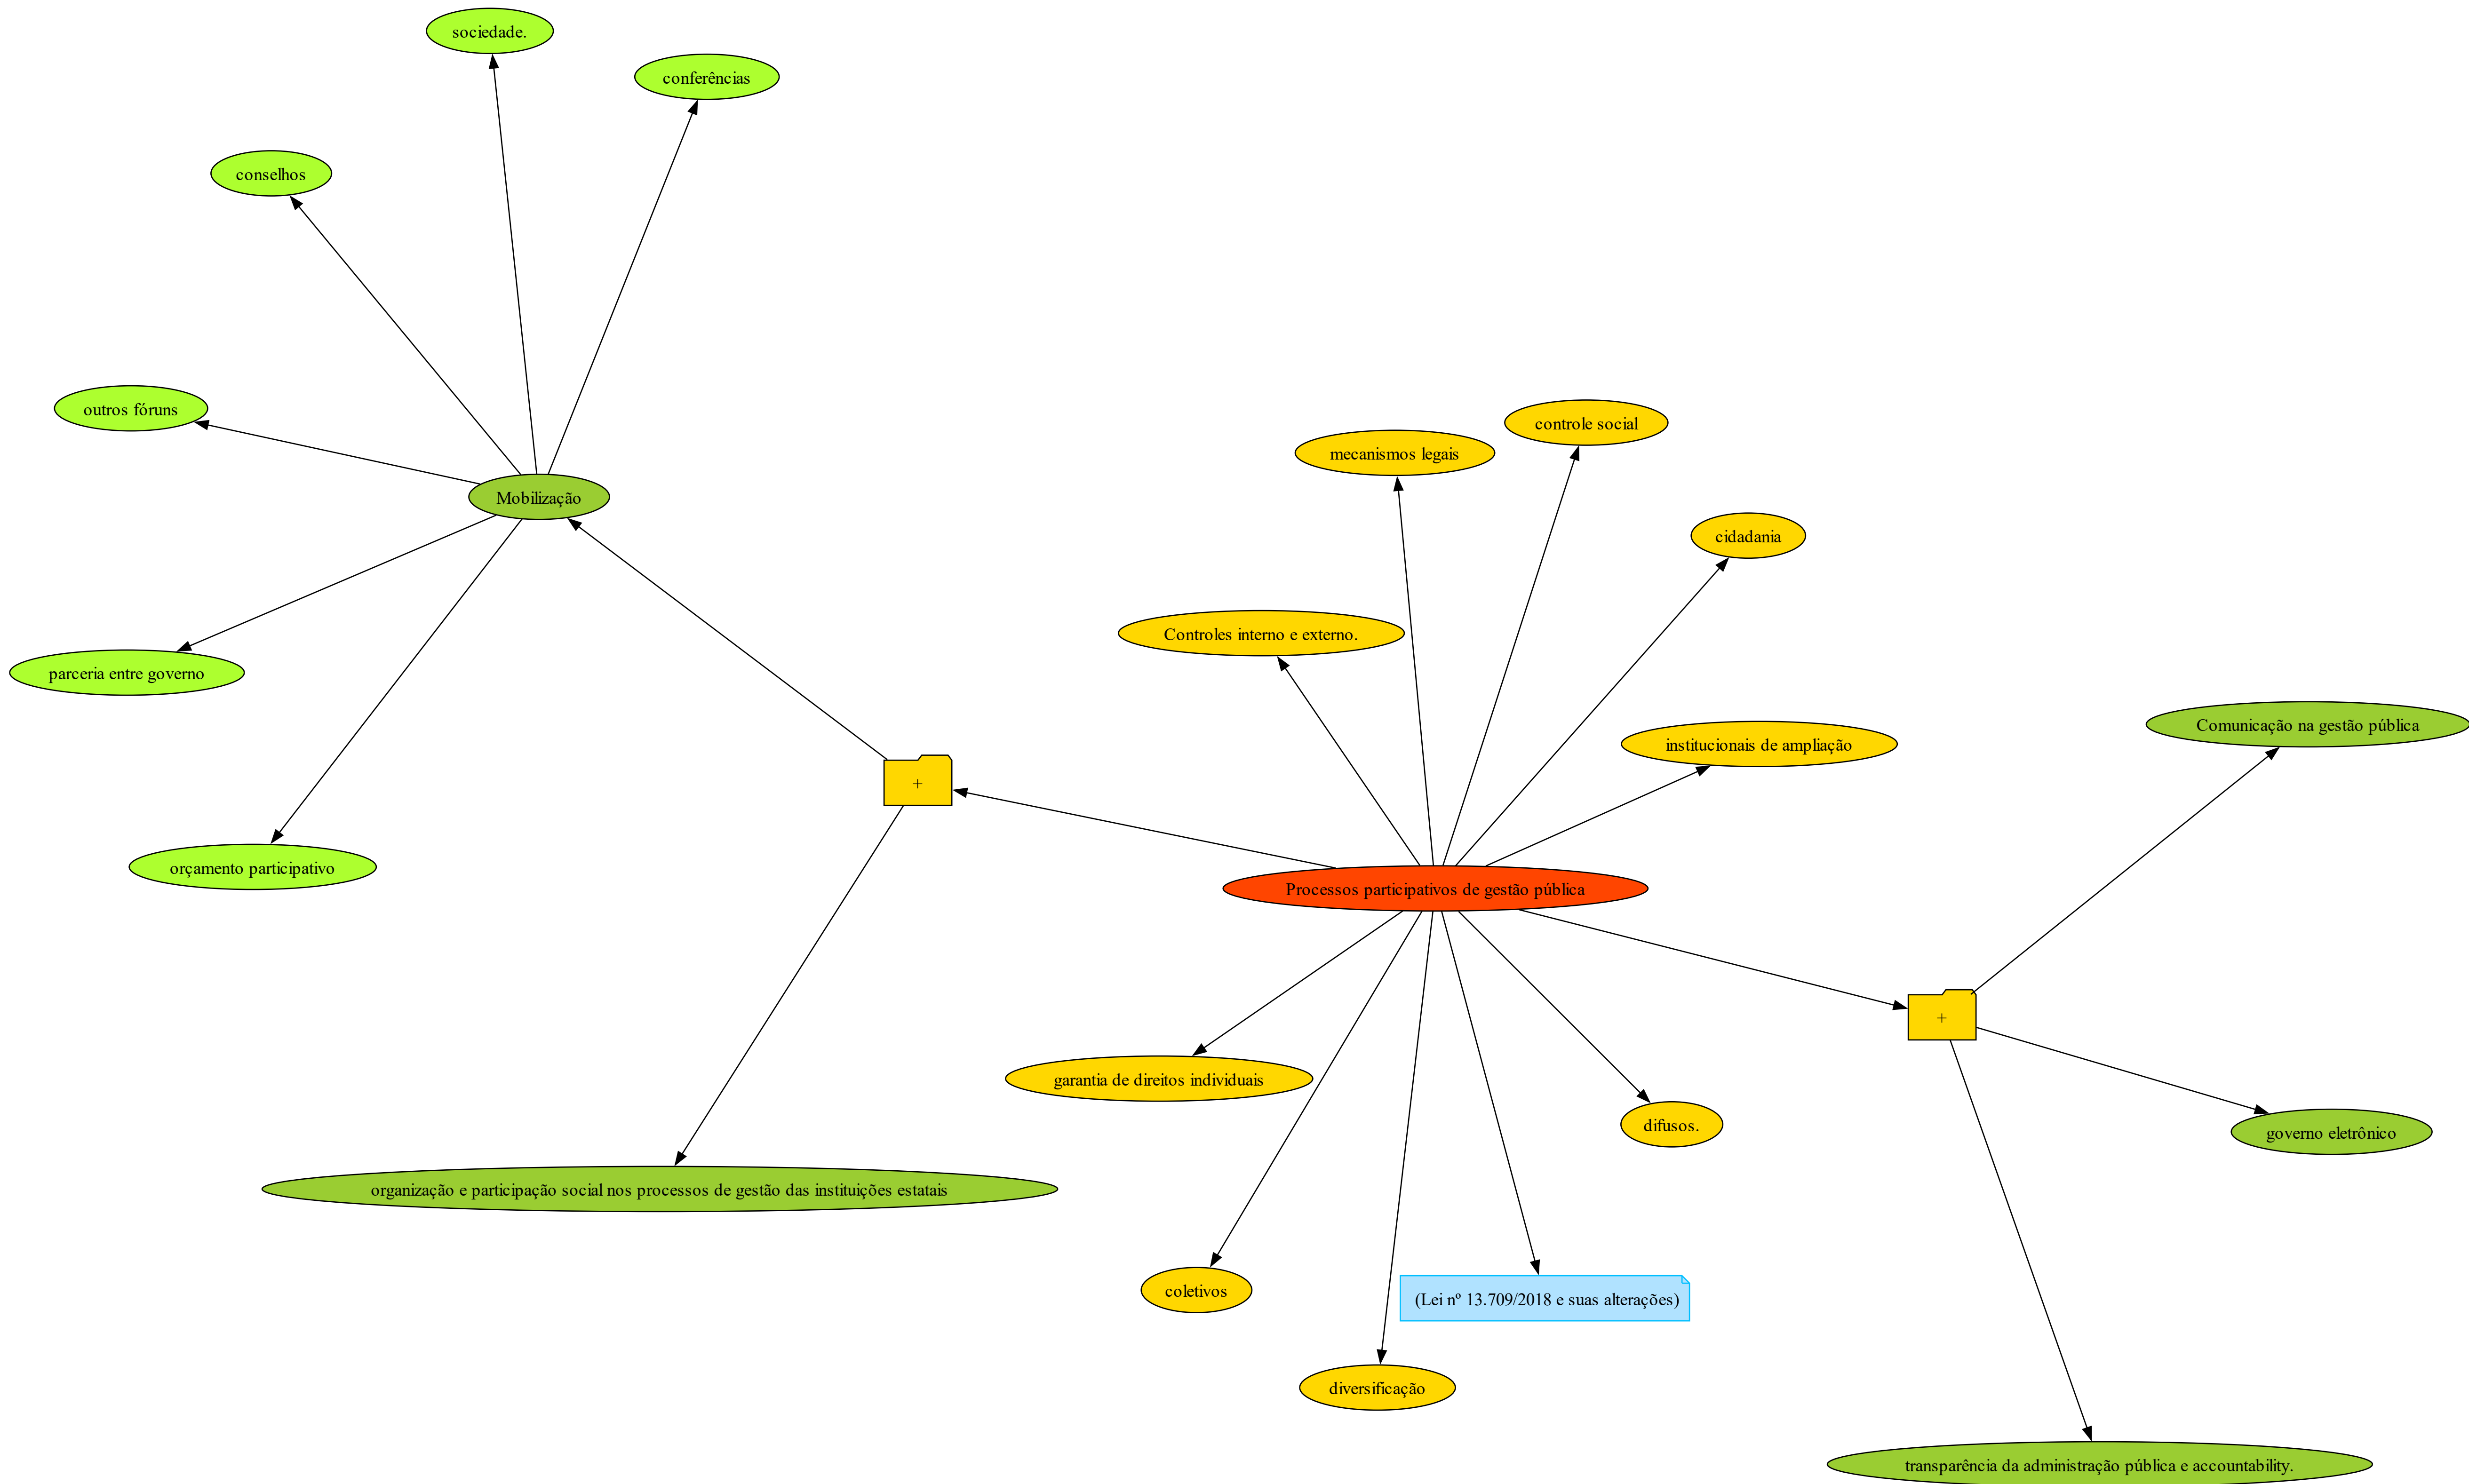 sociedade.
conferências
conselhos
outros fóruns
controle social
mecanismos legais
Mobilização
cidadania
Controles interno e externo.
parceria entre governo
Comunicação na gestão pública
institucionais de ampliação
+
orçamento participativo
Processos participativos de gestão pública
+
garantia de direitos individuais
difusos.
governo eletrônico
organização e participação social nos processos de gestão das instituições estatais
coletivos
(Lei nº 13.709/2018 e suas alterações)
diversificação
transparência da administração pública e accountability.